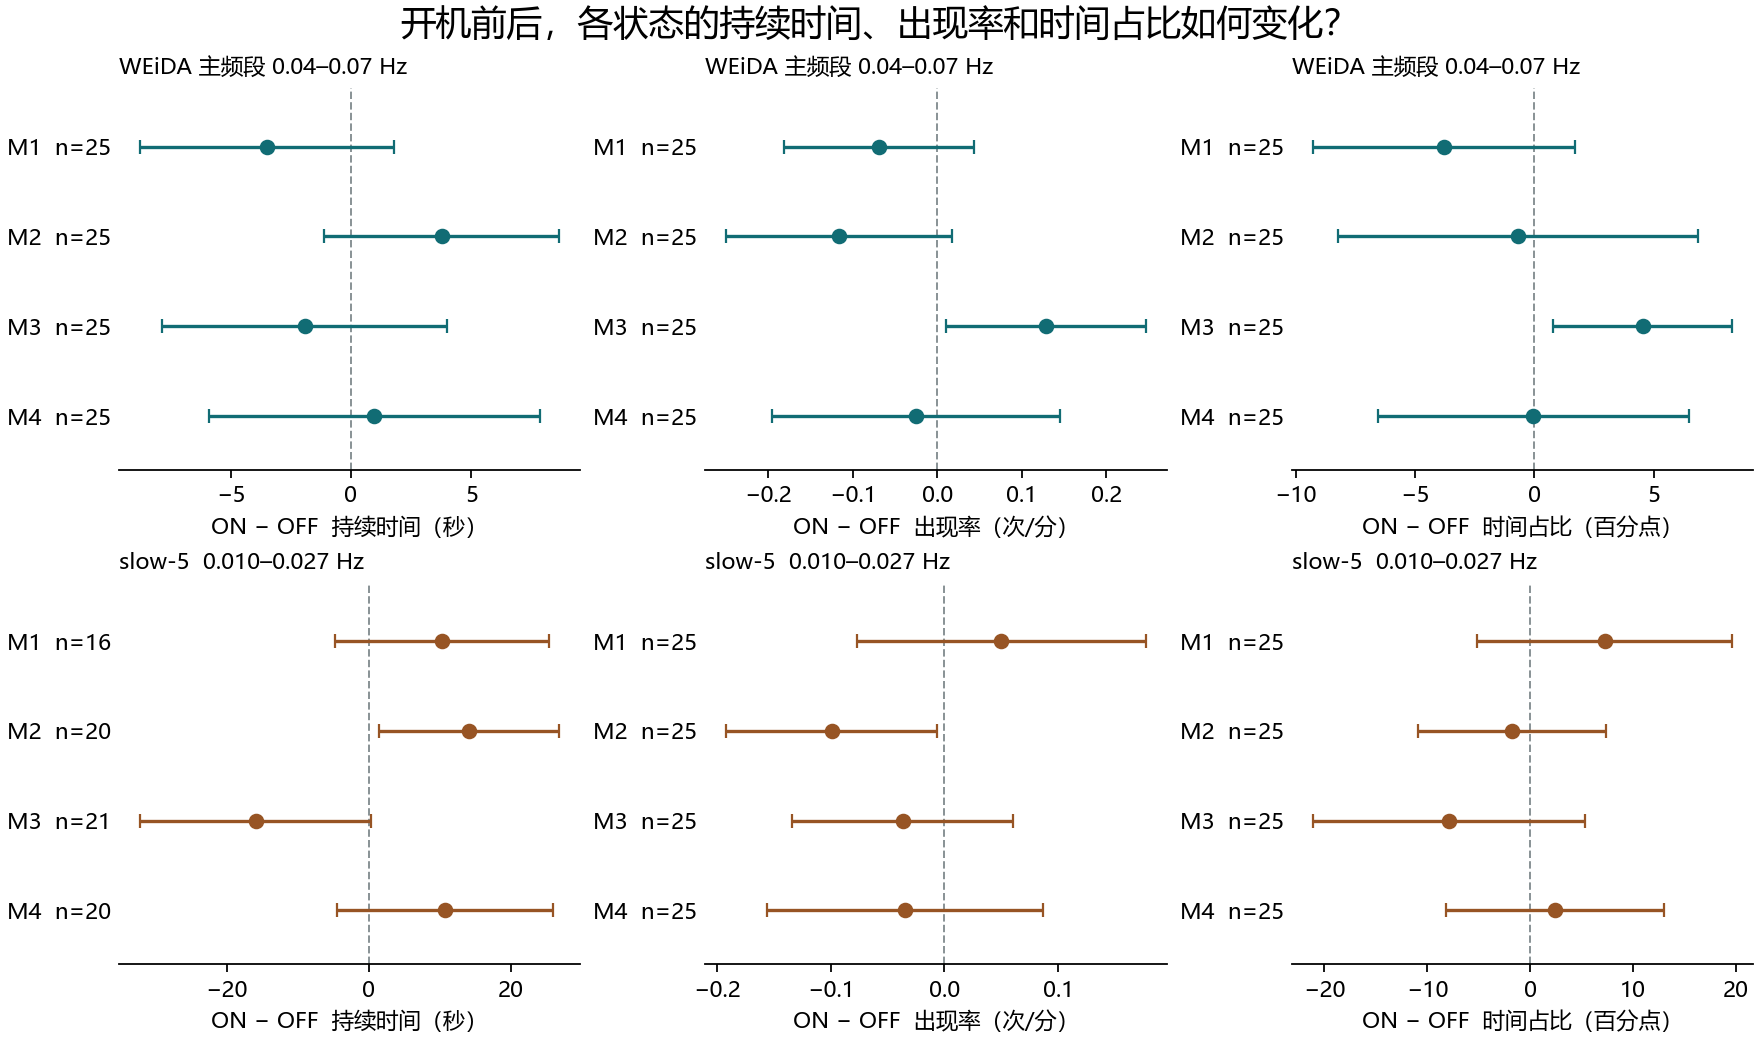 开机前后，各状态的持续时间、出现率和时间占比如何变化？
WEiDA 主频段 0.04–0.07 Hz
M1 n=25
M2 n=25
M3 n=25
M4 n=25
−5 0 5
ON − OFF 持续时间（秒）
WEiDA 主频段 0.04–0.07 Hz
M1 n=25
M2 n=25
M3 n=25
M4 n=25
−0.2 −0.1 0.0 0.1 0.2
ON − OFF 出现率（次/分）
WEiDA 主频段 0.04–0.07 Hz
M1 n=25
M2 n=25
M3 n=25
M4 n=25
−10 −5 0 5
ON − OFF 时间占比（百分点）
slow-5 0.010–0.027 Hz
M1 n=16
M2 n=20
M3 n=21
M4 n=20
−20 0 20
ON − OFF 持续时间（秒）
slow-5 0.010–0.027 Hz
M1 n=25
M2 n=25
M3 n=25
M4 n=25
−0.2 −0.1 0.0 0.1
ON − OFF 出现率（次/分）
slow-5 0.010–0.027 Hz
M1 n=25
M2 n=25
M3 n=25
M4 n=25
−20 −10 0 10 20
ON − OFF 时间占比（百分点）